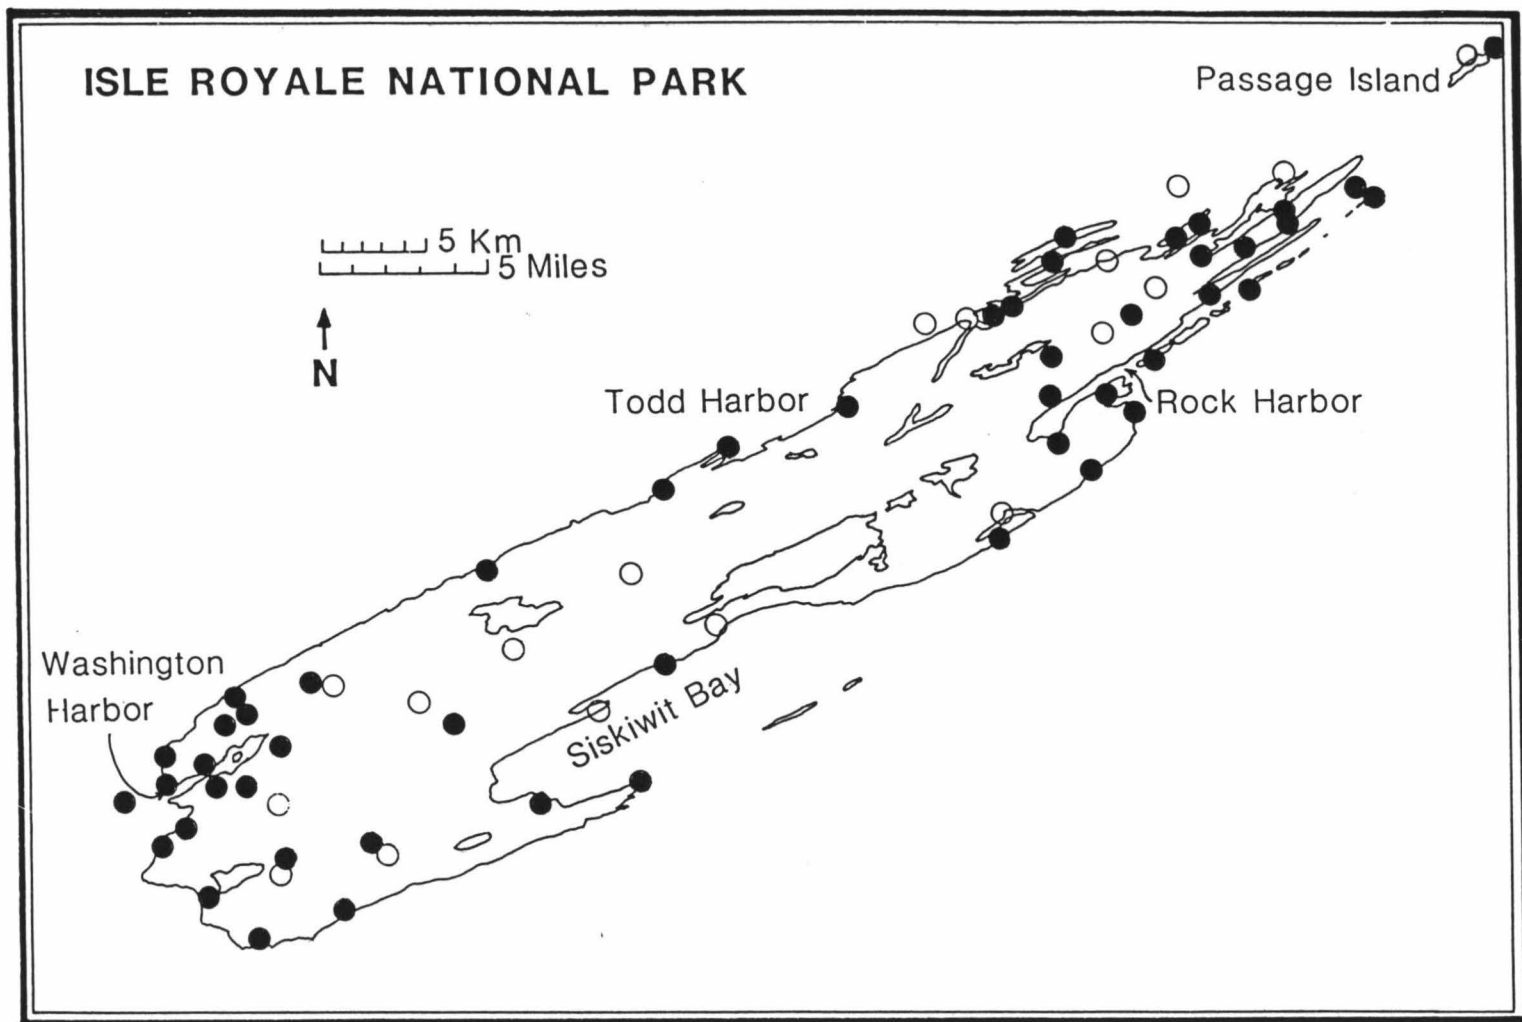 ISLE ROYALE NATIONAL PARK
Passage Island
5 Km
5 Miles
N
Todd Harbor
Rock Harbor
Washington
Harbor
Siskiwit Bay